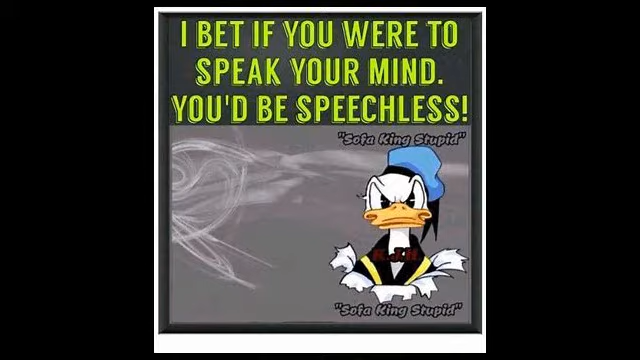 I BET IF YOU WERE TO
SPEAK YOUR MIND.
YOU'D BE SPEECHLESS!
"Sofa King Stupid"
K.J.H
"Sofa King Stupid"